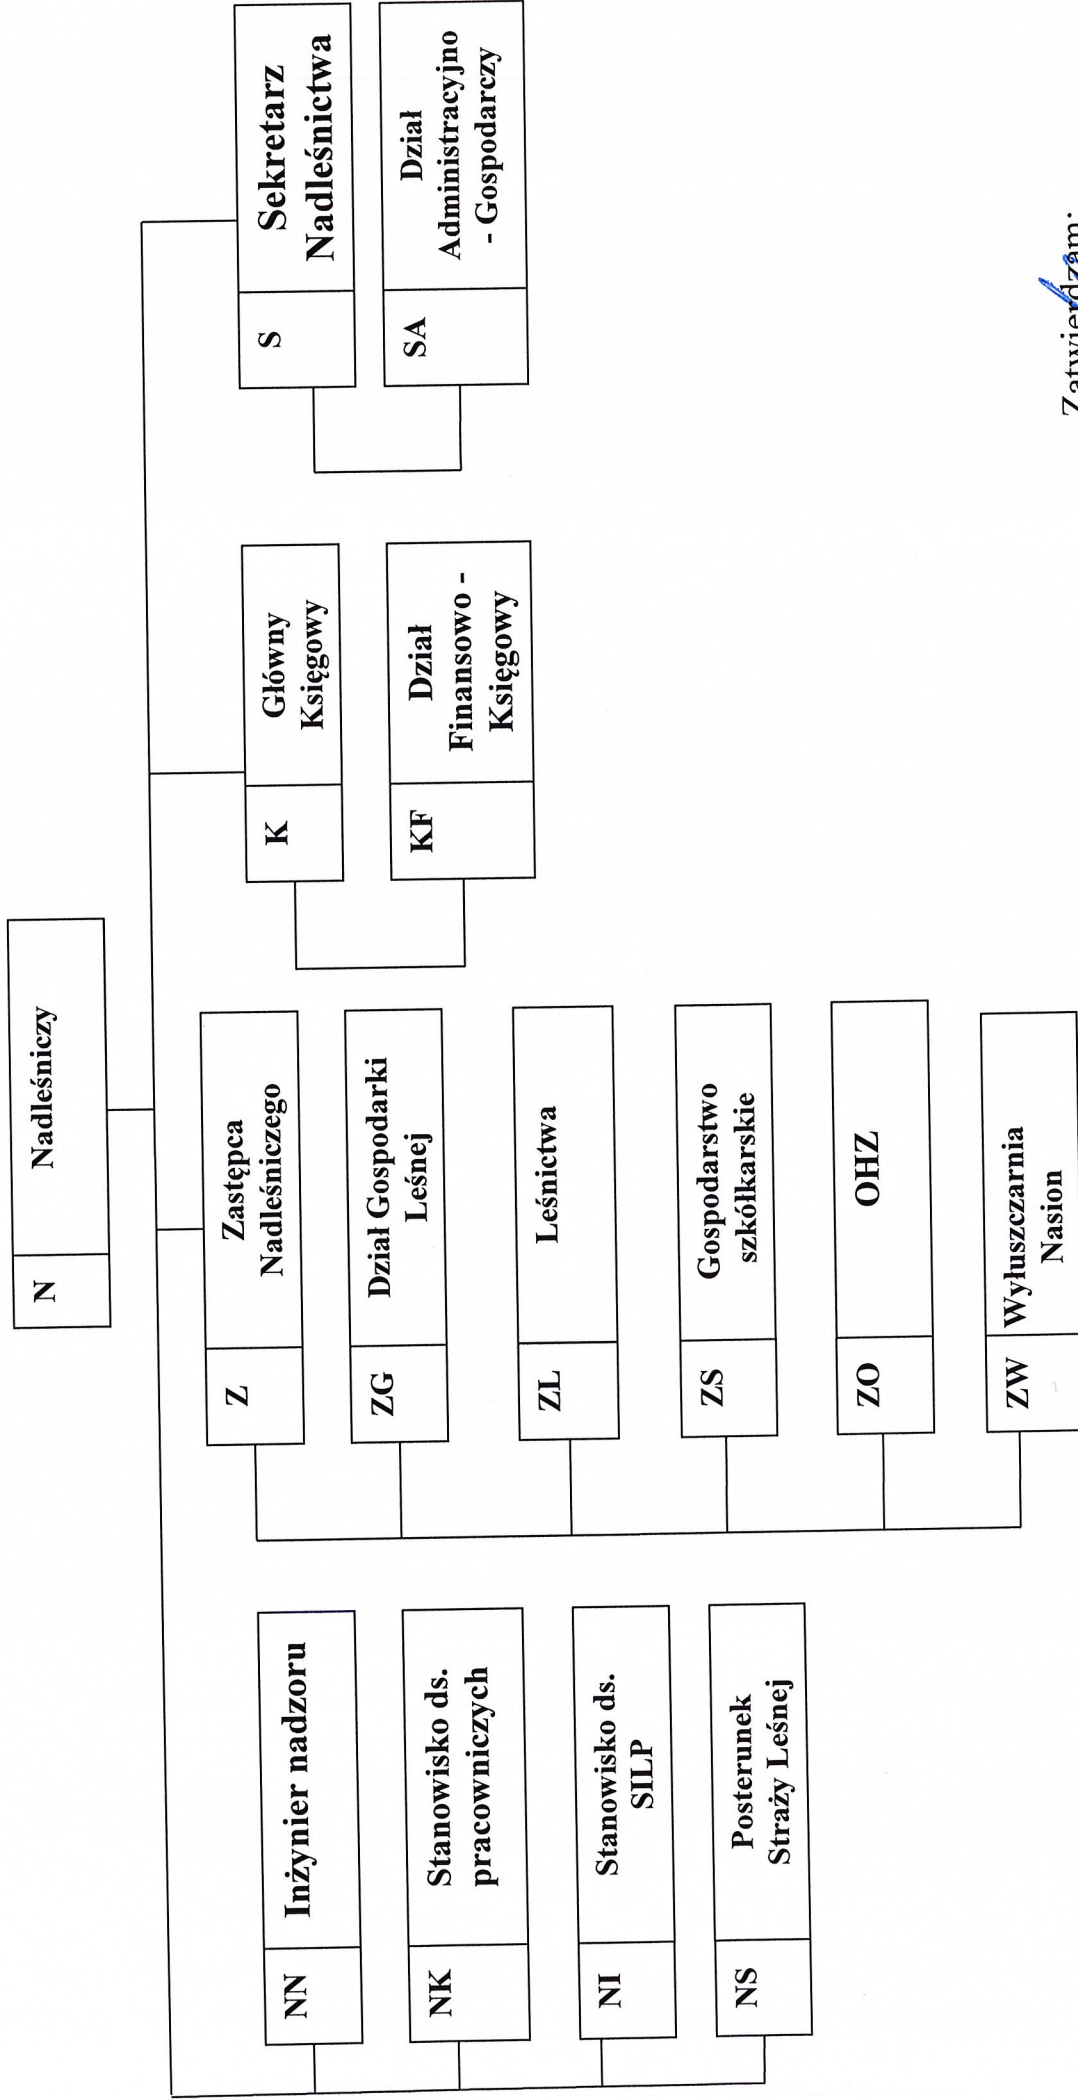 N
Nadleśniczy
NN
Inżynier nadzoru
NK
Stanowisko ds.
pracowniczych
NI
Stanowisko ds.
SILP
NS
Posterunek
Straży Leśnej
Z
Zastępca
Nadleśniczego
ZG
Dział Gospodarki
Leśnej
ZL
Leśnictwa
ZS
Gospodarstwo
szkółkarskie
ZO
OHZ
ZW
Wyłuszczarnia
Nasion
K
Główny
Księgowy
KF
Dział
Finansowo -
Księgowy
S
Sekretarz
Nadleśnictwa
SA
Dział
Administracyjno
- Gospodarczy
Zatwierdzam: